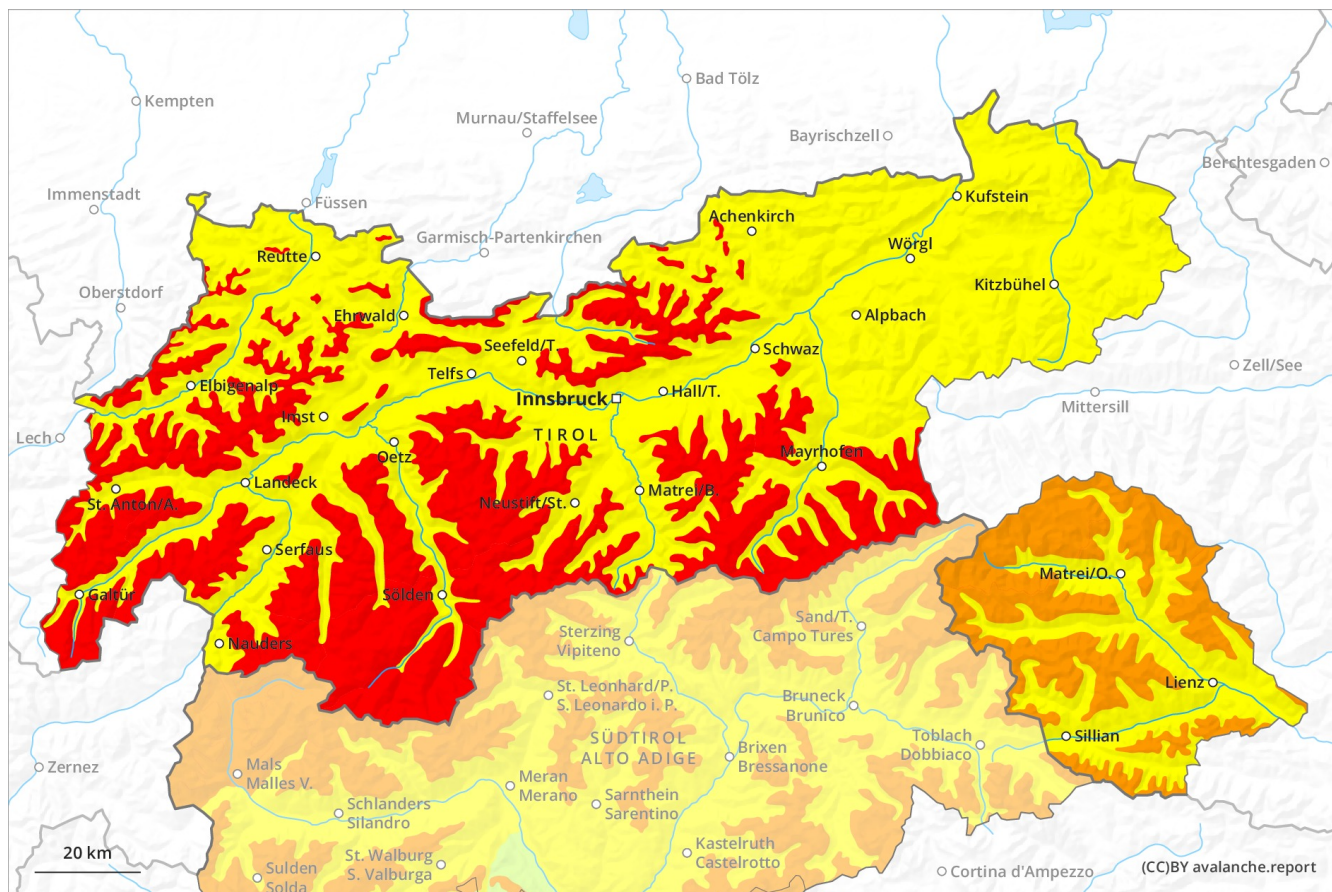 Bad Tölz
Kempten
Murnau/Staffelsee
Bayrischzell
Berchtesgaden
Immenstadt
Füssen
Kufstein
Achenkirch
Garmisch-Partenkirchen
Wörgl
Reutte
Kitzbühel
Oberstdorf
Ehrwald
Alpbach
Seefeld/T.
Schwaz
Zell/See
Telfs
Elbigenalp
Hall/T.
Innsbruck
Mittersill
Imst
TIROL
Lech
Oetz
Mayrhofen
Landeck
Matrei/B.
St. Anton/A.
Neustift/St.
Serfaus
Matrei/O.
Galtür
Sölden
Sand/T.
Campo Tures
Sterzing
Vipiteno
Nauders
Lienz
St. Leonhard/P.
S. Leonardo i. P.
Bruneck
Brunico
Sillian
SÜDTIROL
ALTO ADIGE
Toblach
Dobbiaco
Brixen
Bressanone
Zernez
Mals
Malles V.
Meran
Merano
Sarnthein
Sarentino
Schlanders
Silandro
20 km
St. Walburg
S. Valburga
Kastelruth
Castelrotto
Sulden
Solda
Cortina d'Ampezzo
(CC)BY avalanche.report